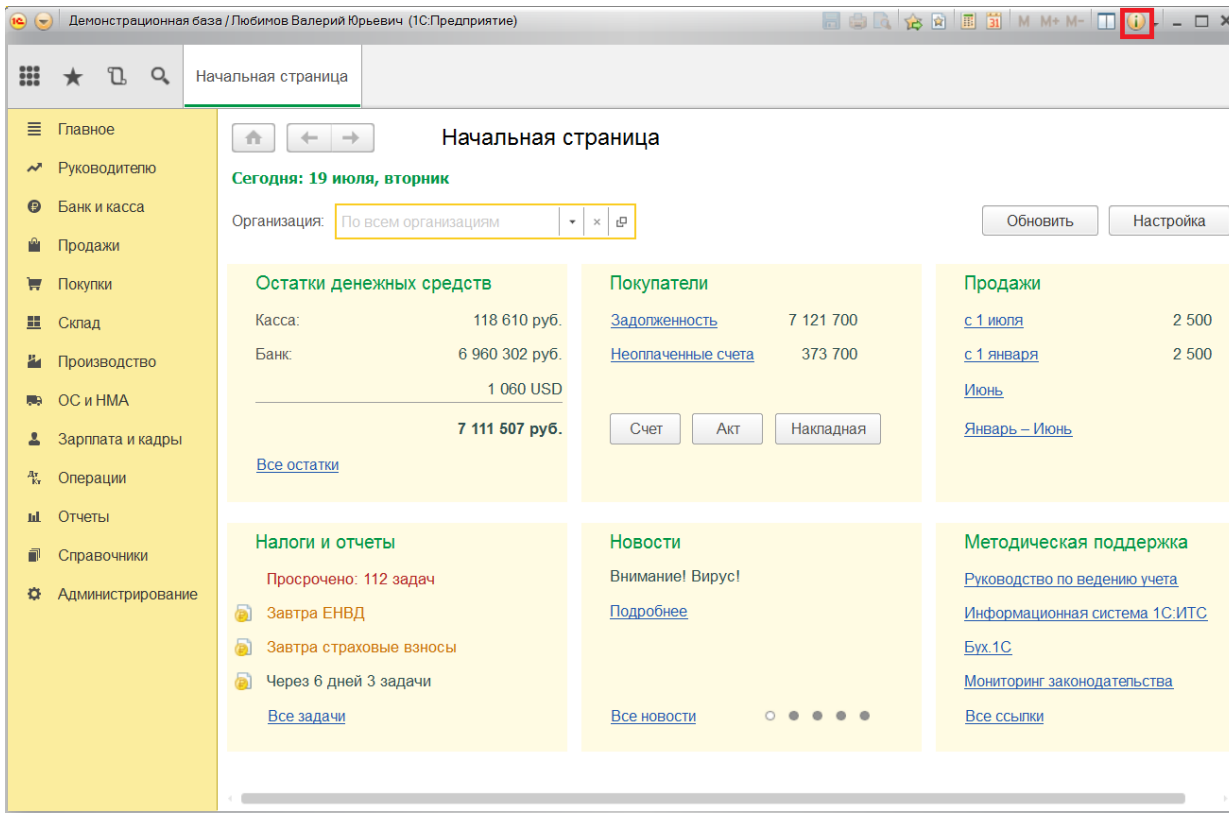 Демонстрационная база / Любимов Валерий Юрьевич (1С:Предприятие)
31 M M+ M-
Начальная страница
Главное
Руководителю
Банк и касса
Продажи
Покупки
Склад
Производство
ОС и НМА
Зарплата и кадры
Операции
Отчеты
Справочники
Администрирование
Начальная страница
Сегодня: 19 июля, вторник
Организация: По всем организациям
Обновить Настройка
Остатки денежных средств
Касса: 118 610 руб.
Банк: 6 960 302 руб.
1 060 USD
7 111 507 руб.
Все остатки
Покупатели
Задолженность 7 121 700
Неоплаченные счета 373 700
Счет Акт Накладная
Продажи
с 1 июля 2 500
с 1 января 2 500
Июнь
Январь – Июнь
Налоги и отчеты
Просрочено: 112 задач
Завтра ЕНВД
Завтра страховые взносы
Через 6 дней 3 задачи
Все задачи
Новости
Внимание! Вирус!
Подробнее
Все новости
Методическая поддержка
Руководство по ведению учета
Информационная система 1С:ИТС
Бух.1С
Мониторинг законодательства
Все ссылки